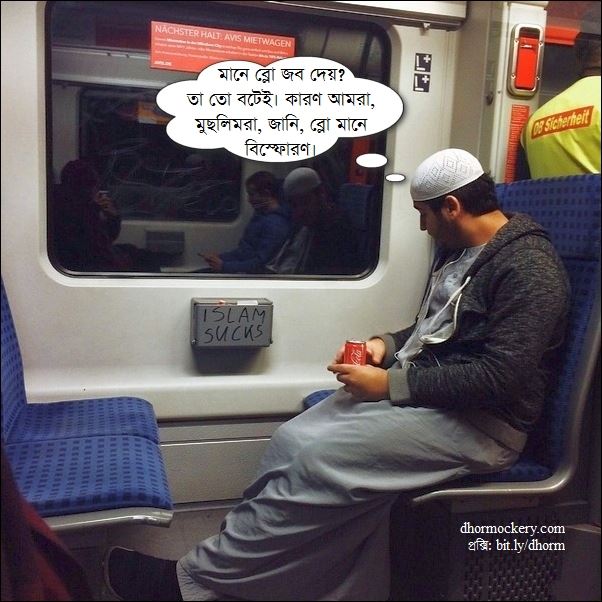 NÄCHSTER HALT: AVIS MIETWAGEN
মানে ব্লো জব দেয়?
তা তো বটেই। কারণ আমরা,
মুছলিমরা, জানি, ব্লো মানে
বিস্ফোরণ।
DB Sicherheit
ISLAM
SUCKS
Cola
dhormockery.com
প্রক্সি: bit.ly/dhorm